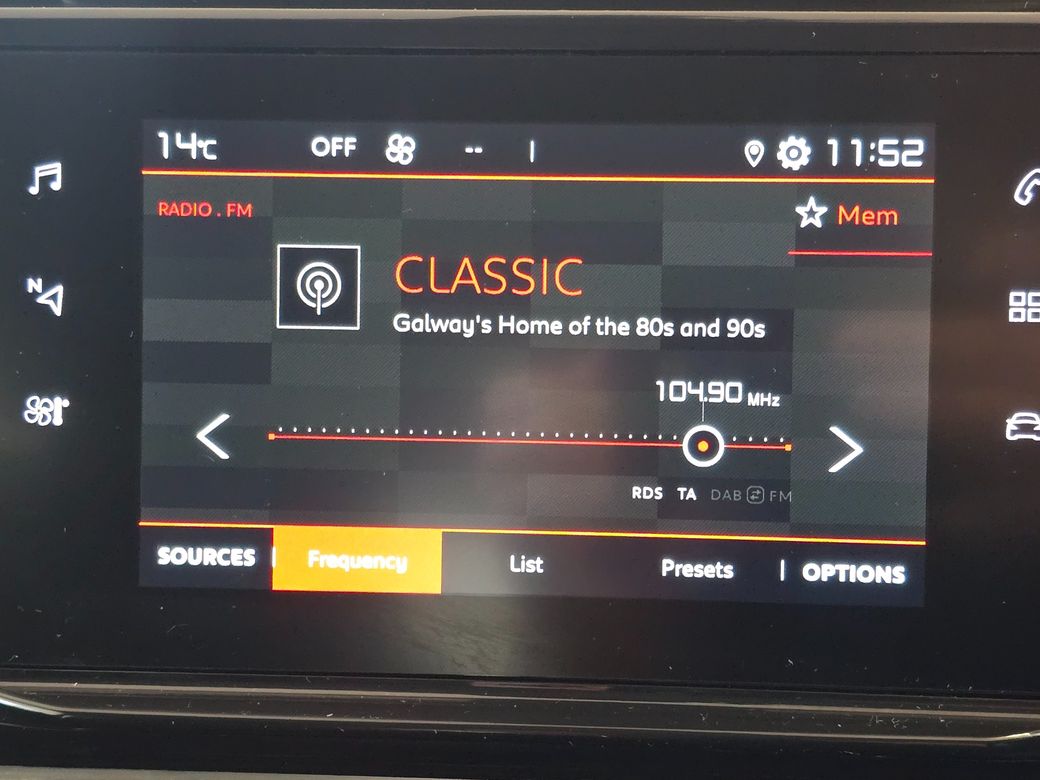 14°C OFF -- 11:52
RADIO . FM
Mem
CLASSIC
Galway's Home of the 80s and 90s
N
104.90 MHz
RDS TA DAB FM
SOURCES Frequency List Presets OPTIONS